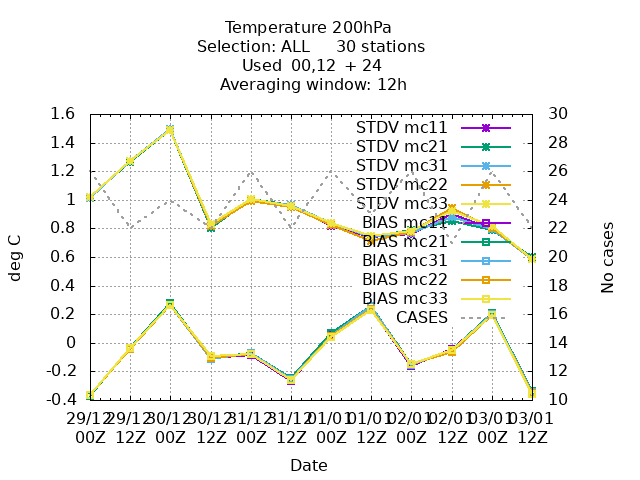 Temperature 200hPa
Selection: ALL 30 stations
Used 00,12 + 24
Averaging window: 12h
1.6
1.4
1.2
1
0.8
0.6
0.4
0.2
0
-0.2
-0.4
deg C
30
28
26
24
22
20
18
16
14
12
10
No cases
STDV mc11
STDV mc21
STDV mc31
STDV mc22
STDV mc33
BIAS mc11
BIAS mc21
BIAS mc31
BIAS mc22
BIAS mc33
CASES
29/12 29/12 30/12 30/12 31/12 31/12 01/01 01/01 02/01 02/01 03/01 03/01
00Z 12Z 00Z 12Z 00Z 12Z 00Z 12Z 00Z 12Z 00Z 12Z
Date